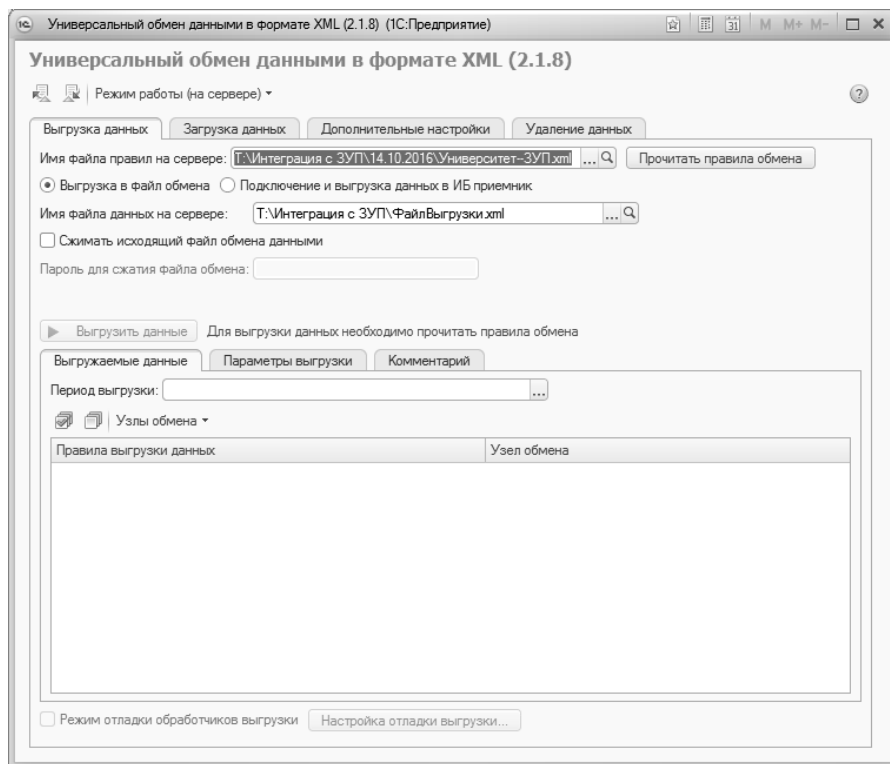 Универсальный обмен данными в формате XML (2.1.8) (1С:Предприятие) 31 M M+ M-
Универсальный обмен данными в формате XML (2.1.8)
Режим работы (на сервере) ?
Выгрузка данных Загрузка данных Дополнительные настройки Удаление данных
Имя файла правил на сервере: T:\Интеграция с ЗУП\14.10.2016\Университет-ЗУП.xml ... Прочитать правила обмена
Выгрузка в файл обмена Подключение и выгрузка данных в ИБ приемник
Имя файла данных на сервере: T:\Интеграция с ЗУП\ФайлВыгрузки.xml ...
Сжимать исходящий файл обмена данными
Пароль для сжатия файла обмена:
Выгрузить данные Для выгрузки данных необходимо прочитать правила обмена
Выгружаемые данные Параметры выгрузки Комментарий
Период выгрузки: ...
Узлы обмена
Правила выгрузки данных Узел обмена
Режим отладки обработчиков выгрузки Настройка отладки выгрузки...